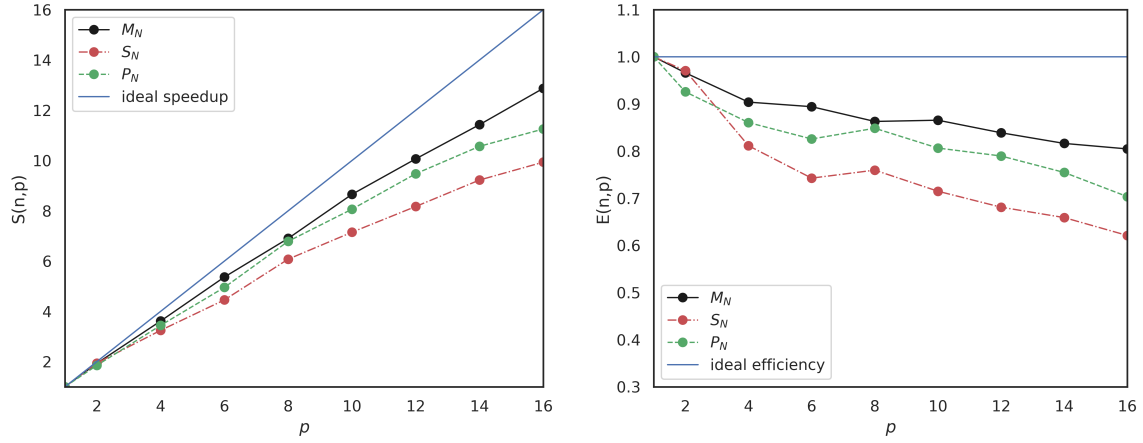 16
14
12
10
8
6
4
2
S(n,p)
M_N
S_N
P_N
ideal speedup
2 4 6 8 10 12 14 16
p
1.1
1.0
0.9
0.8
0.7
0.6
0.5
0.4
0.3
E(n,p)
M_N
S_N
P_N
ideal efficiency
2 4 6 8 10 12 14 16
p